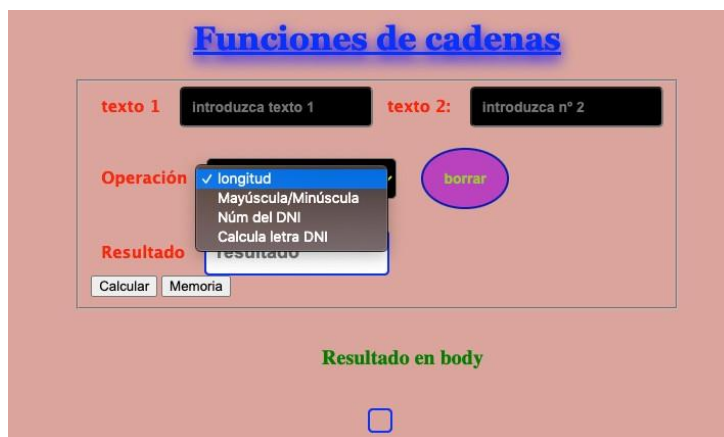 Funciones de cadenas
texto 1 introduzca texto 1 texto 2: introduzca nº 2
Operación ✓ longitud borrar
Mayúscula/Minúscula
Núm del DNI
Calcula letra DNI
Resultado resultado
Calcular Memoria
Resultado en body